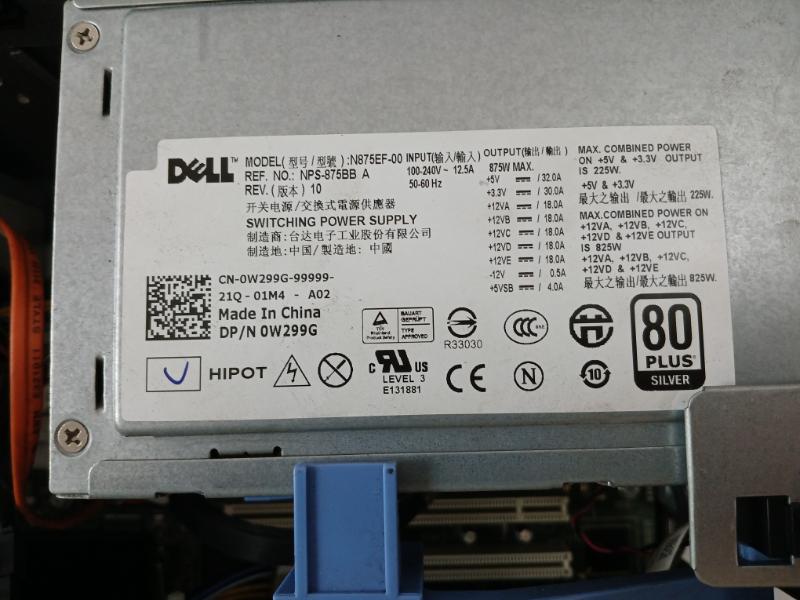 DELL™
MODEL(型号/型號):N875EF-00
REF. NO.: NPS-875BB A
REV.(版本) 10
开关电源/交換式電源供應器
SWITCHING POWER SUPPLY
制造商:台达电子工业股份有限公司
制造地:中国/製造地: 中國
INPUT(输入/輸入)
100-240V~ 12.5A
50-60 Hz
OUTPUT(输出/輸出)
875W MAX.
+5V / 32.0A
+3.3V / 30.0A
+12VA / 18.0A
+12VB / 18.0A
+12VC / 18.0A
+12VD / 18.0A
+12VE / 18.0A
-12V / 0.5A
+5VSB / 4.0A
MAX. COMBINED POWER
ON +5V & +3.3V OUTPUT
IS 225W.
+5V & +3.3V
最大之输出/最大之輸出 225W.
MAX.COMBINED POWER ON
+12VA, +12VB, +12VC,
+12VD & +12VE OUTPUT
IS 825W
+12VA, +12VB, +12VC,
+12VD & +12VE
最大之输出/最大之輸出 825W.
CN-0W299G-99999-
21Q - 01M4 - A02
Made In China
DP/N 0W299G
BAUART
GEPRÜFT
TYPE
APPROVED
R33030
CCC
80
PLUS®
SILVER
HIPOT
c RU US
LEVEL 3
E131881
CE
N
10